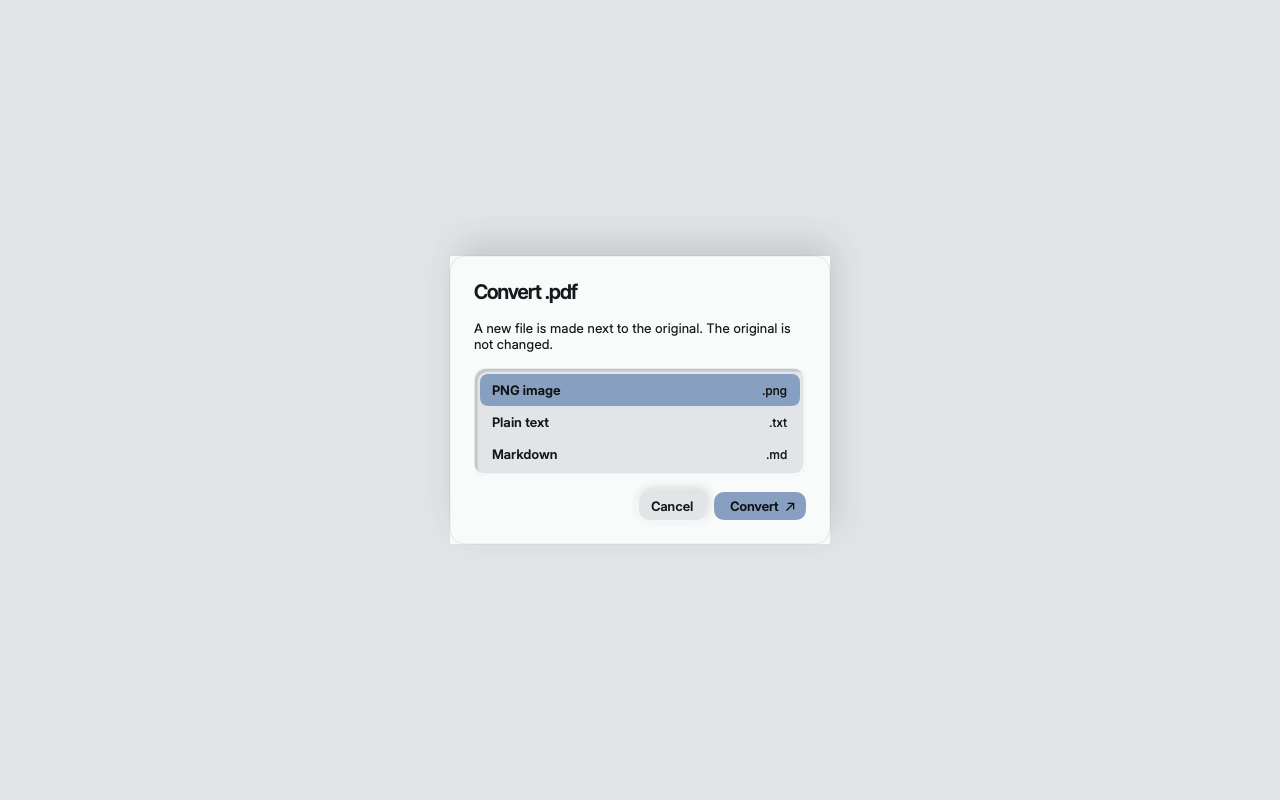 Convert .pdf
A new file is made next to the original. The original is
not changed.
PNG image .png
Plain text .txt
Markdown .md
Cancel Convert